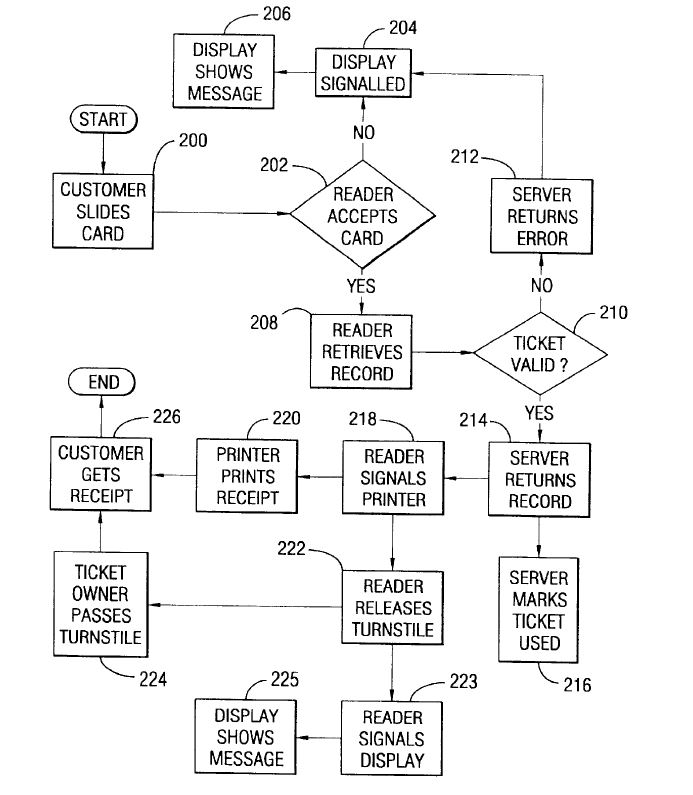 206
204
DISPLAY
SHOWS
MESSAGE
DISPLAY
SIGNALLED
START
NO
200
202
212
CUSTOMER
SLIDES
CARD
READER
ACCEPTS
CARD
SERVER
RETURNS
ERROR
YES
NO
208
210
READER
RETRIEVES
RECORD
TICKET
VALID ?
END
YES
226
220
218
214
CUSTOMER
GETS
RECEIPT
PRINTER
PRINTS
RECEIPT
READER
SIGNALS
PRINTER
SERVER
RETURNS
RECORD
222
TICKET
OWNER
PASSES
TURNSTILE
READER
RELEASES
TURNSTILE
SERVER
MARKS
TICKET
USED
224
225
223
216
DISPLAY
SHOWS
MESSAGE
READER
SIGNALS
DISPLAY